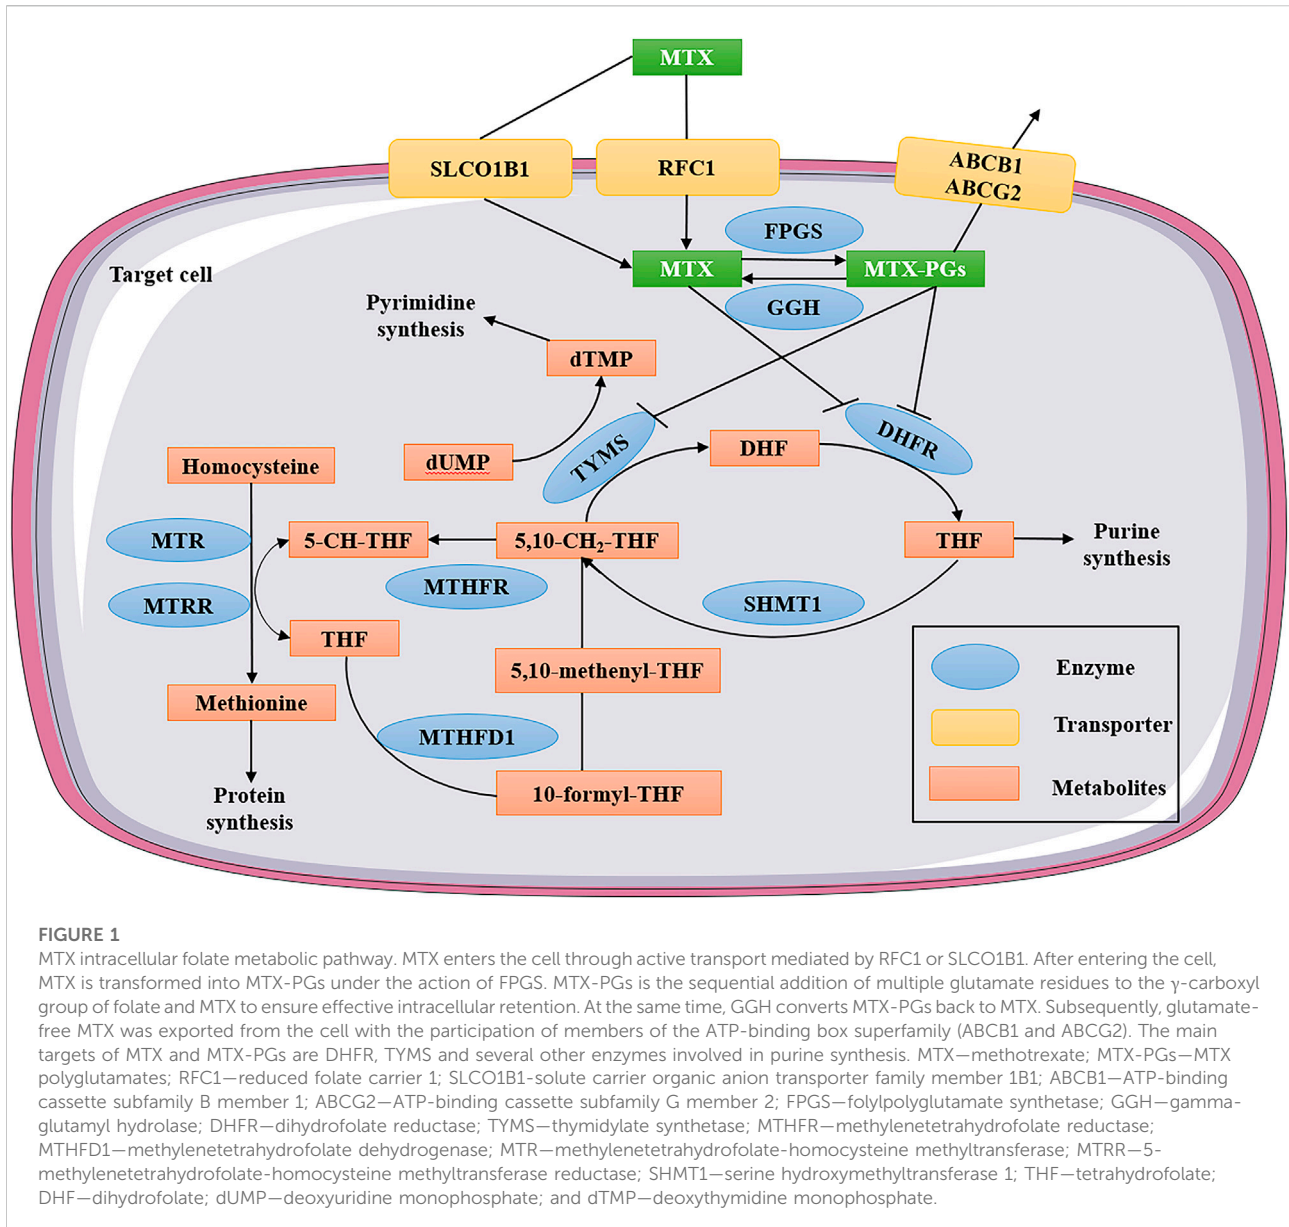 MTX
SLCO1B1
RFC1
ABCB1
ABCG2
FPGS
Target cell
MTX
MTX-PGs
GGH
Pyrimidine
synthesis
dTMP
DHFR
TYMS
DHF
dUMP
Homocysteine
MTR
5-CH-THF
5,10-CH₂-THF
THF
Purine
synthesis
MTHFR
SHMT1
MTRR
THF
5,10-methenyl-THF
Enzyme
Methionine
MTHFD1
Transporter
10-formyl-THF
Metabolites
Protein
synthesis
FIGURE 1
MTX intracellular folate metabolic pathway. MTX enters the cell through active transport mediated by RFC1 or SLCO1B1. After entering the cell,
MTX is transformed into MTX-PGs under the action of FPGS. MTX-PGs is the sequential addition of multiple glutamate residues to the γ-carboxyl
group of folate and MTX to ensure effective intracellular retention. At the same time, GGH converts MTX-PGs back to MTX. Subsequently, glutamate-
free MTX was exported from the cell with the participation of members of the ATP-binding box superfamily (ABCB1 and ABCG2). The main
targets of MTX and MTX-PGs are DHFR, TYMS and several other enzymes involved in purine synthesis. MTX—methotrexate; MTX-PGs—MTX
polyglutamates; RFC1—reduced folate carrier 1; SLCO1B1-solute carrier organic anion transporter family member 1B1; ABCB1—ATP-binding
cassette subfamily B member 1; ABCG2—ATP-binding cassette subfamily G member 2; FPGS—folylpolyglutamate synthetase; GGH—gamma-
glutamyl hydrolase; DHFR—dihydrofolate reductase; TYMS—thymidylate synthetase; MTHFR—methylenetetrahydrofolate reductase;
MTHFD1—methylenetetrahydrofolate dehydrogenase; MTR—methylenetetrahydrofolate-homocysteine methyltransferase; MTRR—5-
methylenetetrahydrofolate-homocysteine methyltransferase reductase; SHMT1—serine hydroxymethyltransferase 1; THF—tetrahydrofolate;
DHF—dihydrofolate; dUMP—deoxyuridine monophosphate; and dTMP—deoxythymidine monophosphate.